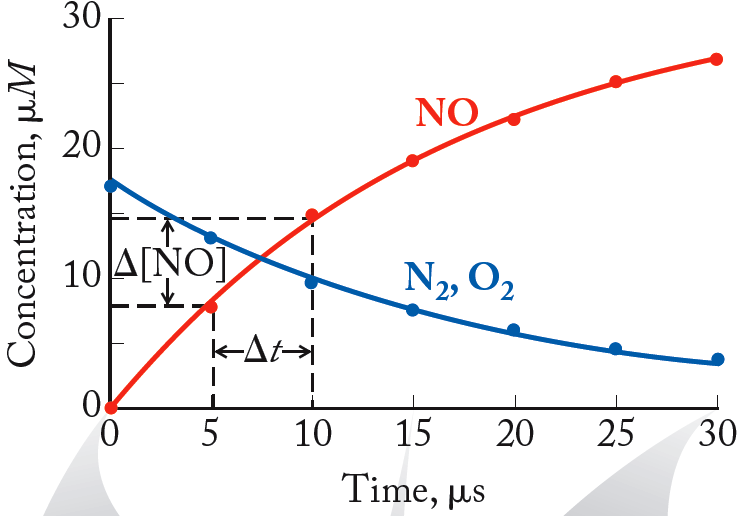 30
20
10
0
Concentration, μM
NO
N₂, O₂
Δ[NO]
Δt
0 5 10 15 20 25 30
Time, μs